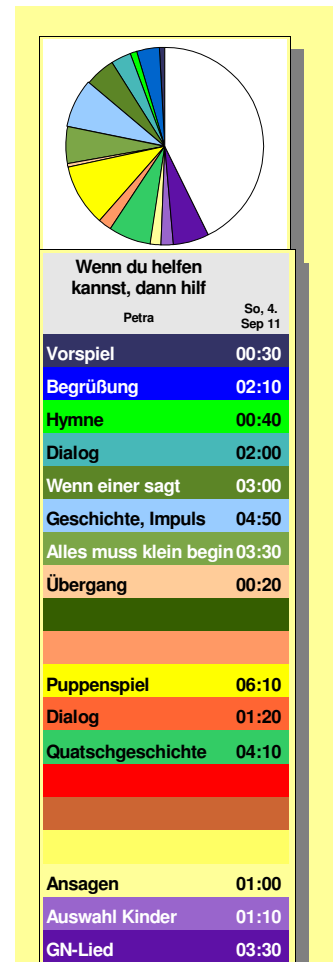 Wenn du helfen
kannst, dann hilf
Petra So, 4.
Sep 11
Vorspiel 00:30
Begrüßung 02:10
Hymne 00:40
Dialog 02:00
Wenn einer sagt 03:00
Geschichte, Impuls 04:50
Alles muss klein begin 03:30
Übergang 00:20
Puppenspiel 06:10
Dialog 01:20
Quatschgeschichte 04:10
Ansagen 01:00
Auswahl Kinder 01:10
GN-Lied 03:30